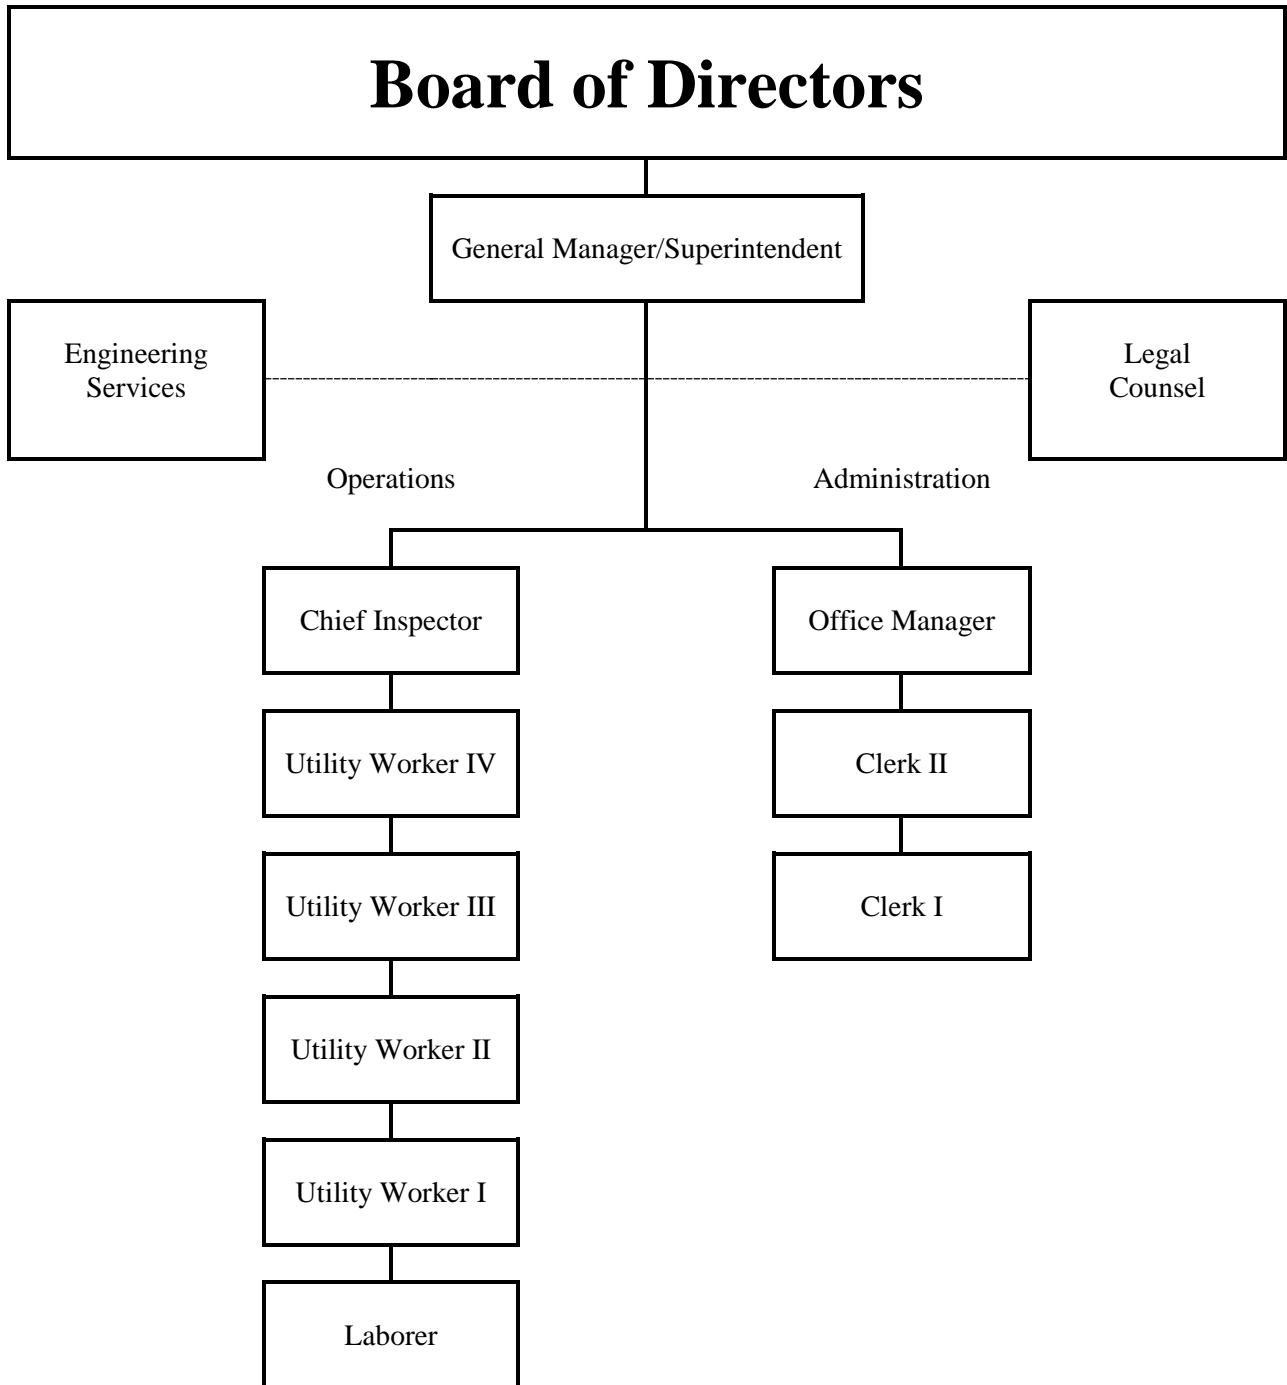 Board of Directors
General Manager/Superintendent
Engineering
Services
Legal
Counsel
Operations
Administration
Chief Inspector
Office Manager
Utility Worker IV
Clerk II
Utility Worker III
Clerk I
Utility Worker II
Utility Worker I
Laborer